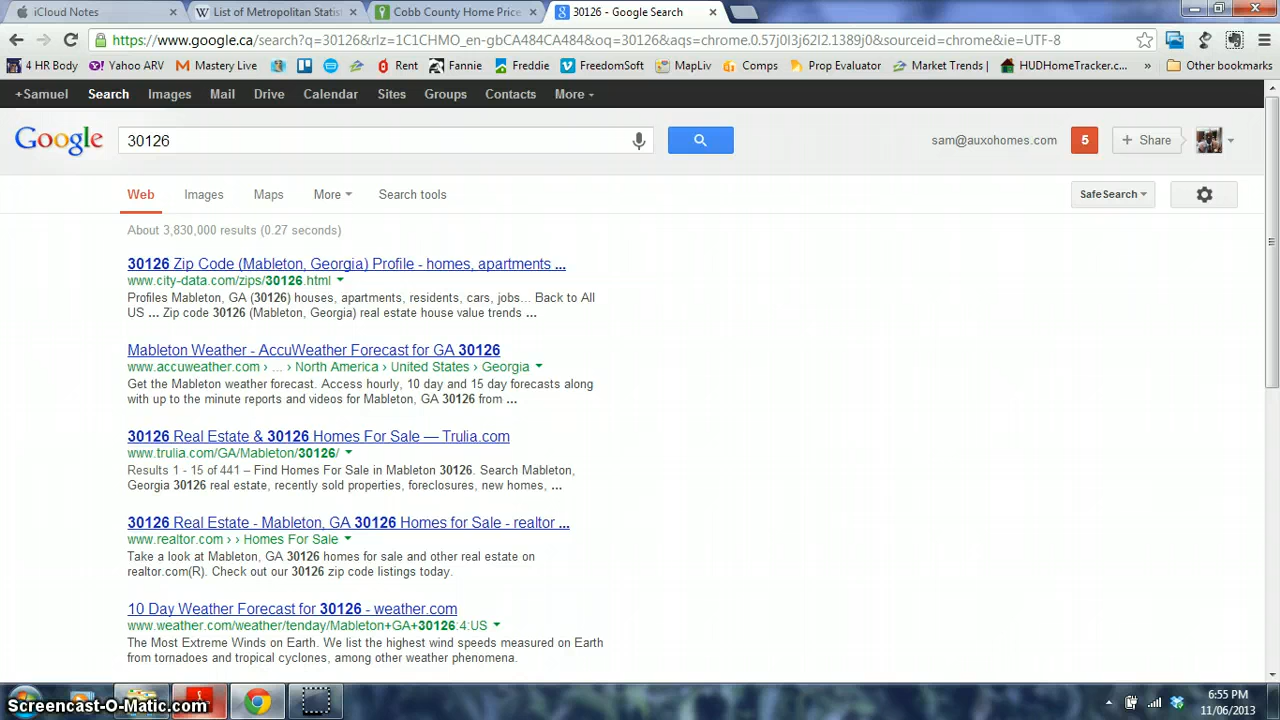 iCloud Notes
List of Metropolitan Statist
Cobb County Home Price
30126 - Google Search
https://www.google.ca/search?q=30126&rlz=1C1CHMO_en-gbCA484CA484&oq=30126&aqs=chrome.0.57j0l3j62l2.1389j0&sourceid=chrome&ie=UTF-8
4 HR Body
Yahoo ARV
Mastery Live
Rent
Fannie
Freddie
FreedomSoft
MapLiv
Comps
Prop Evaluator
Market Trends |
HUDHomeTracker.c...
»
Other bookmarks
+Samuel Search Images Mail Drive Calendar Sites Groups Contacts More
Google
30126
sam@auxohomes.com
5
+ Share
Web Images Maps More Search tools
SafeSearch
About 3,830,000 results (0.27 seconds)
30126 Zip Code (Mableton, Georgia) Profile - homes, apartments ...
www.city-data.com/zips/30126.html
Profiles Mableton, GA (30126) houses, apartments, residents, cars, jobs... Back to All
US ... Zip code 30126 (Mableton, Georgia) real estate house value trends ...
Mableton Weather - AccuWeather Forecast for GA 30126
www.accuweather.com › ... › North America › United States › Georgia
Get the Mableton weather forecast. Access hourly, 10 day and 15 day forecasts along
with up to the minute reports and videos for Mableton, GA 30126 from ...
30126 Real Estate & 30126 Homes For Sale — Trulia.com
www.trulia.com/GA/Mableton/30126/
Results 1 - 15 of 441 – Find Homes For Sale in Mableton 30126. Search Mableton,
Georgia 30126 real estate, recently sold properties, foreclosures, new homes, ...
30126 Real Estate - Mableton, GA 30126 Homes for Sale - realtor ...
www.realtor.com › › Homes For Sale
Take a look at Mableton, GA 30126 homes for sale and other real estate on
realtor.com(R). Check out our 30126 zip code listings today.
10 Day Weather Forecast for 30126 - weather.com
www.weather.com/weather/tenday/Mableton+GA+30126:4:US
The Most Extreme Winds on Earth. We list the highest wind speeds measured on Earth
from tornadoes and tropical cyclones, among other weather phenomena.
Screencast-O-Matic.com
6:55 PM
11/06/2013